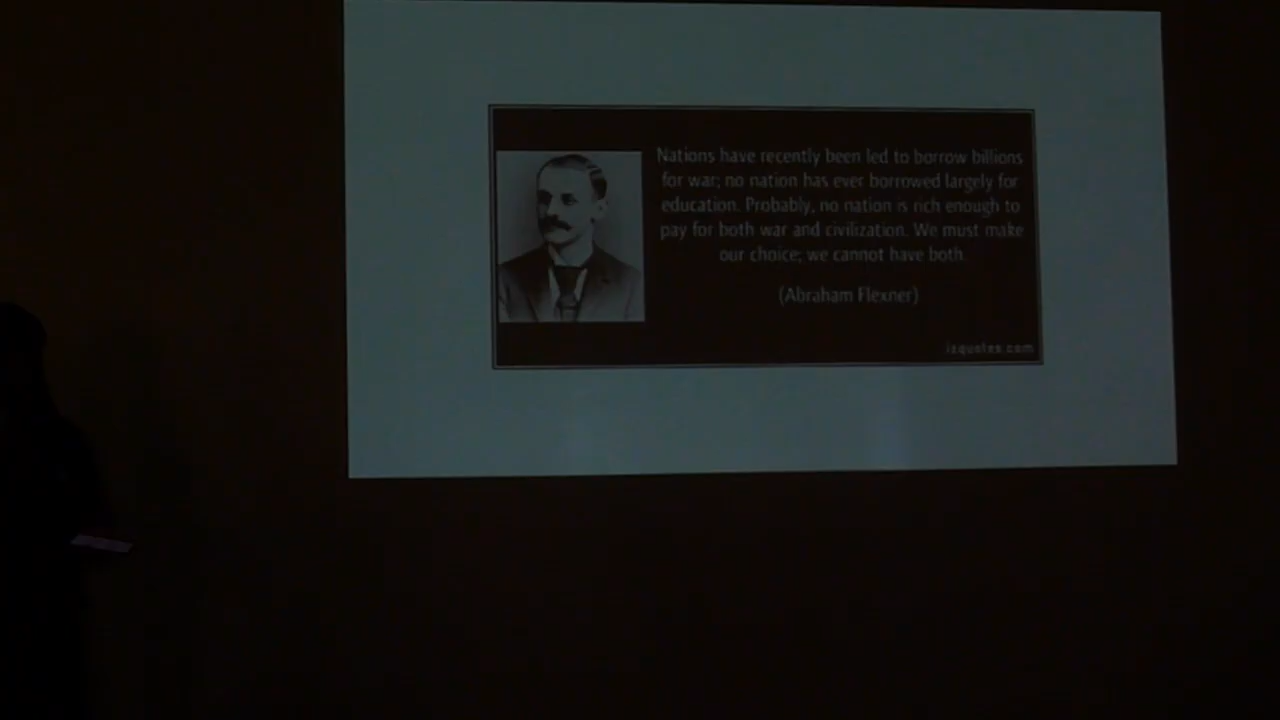 Nations have recently been led to borrow billions
for war; no nation has ever borrowed largely for
education. Probably, no nation is rich enough to
pay for both war and civilization. We must make
our choice; we cannot have both.
(Abraham Flexner)
izquotes.com